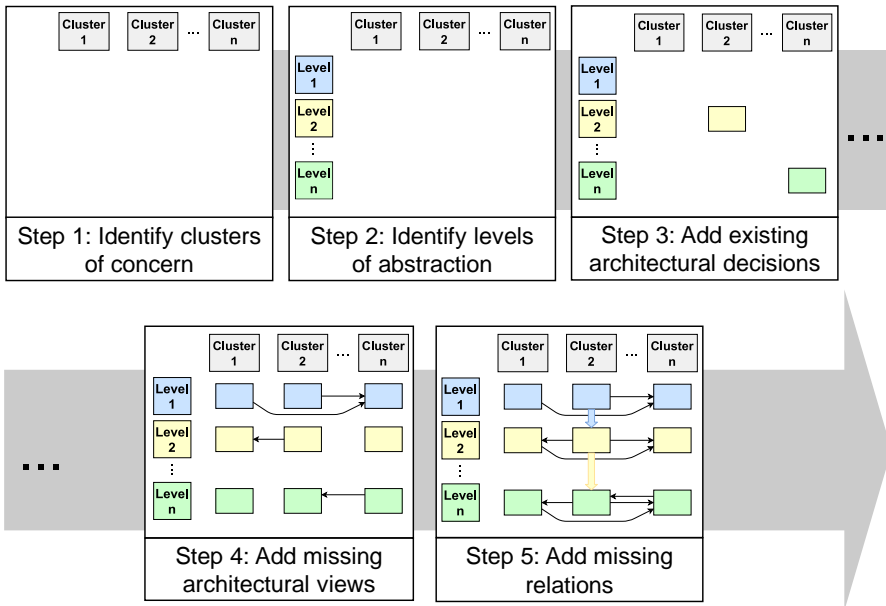 Cluster 1 Cluster 2 ... Cluster n
Step 1: Identify clusters
of concern
Cluster 1 Cluster 2 ... Cluster n
Level 1
Level 2
...
Level n
Step 2: Identify levels
of abstraction
Cluster 1 Cluster 2 ... Cluster n
Level 1
Level 2
...
Level n
Step 3: Add existing
architectural decisions
...
...
Cluster 1 Cluster 2 ... Cluster n
Level 1
Level 2
...
Level n
Step 4: Add missing
architectural views
Cluster 1 Cluster 2 ... Cluster n
Level 1
Level 2
...
Level n
Step 5: Add missing
relations